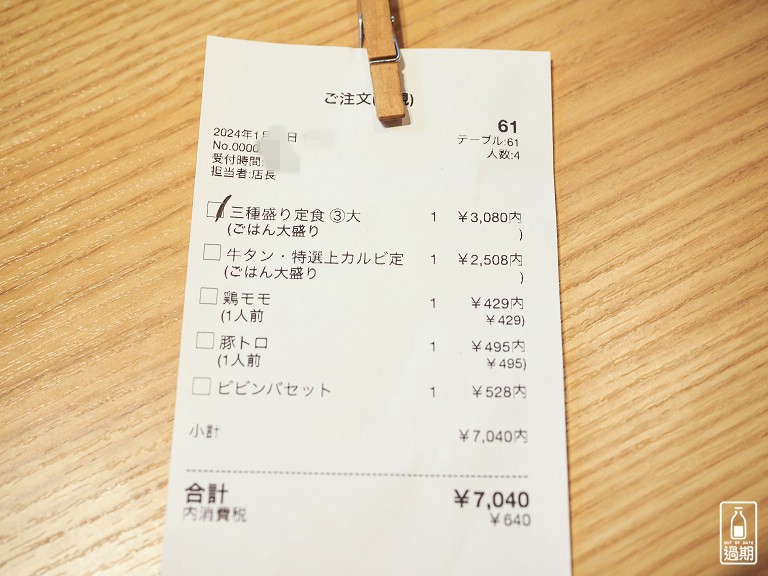 ご注文(
61
2024年1月 日 テーブル:61
No.0000 人数:4
受付時間:
担当者:店長
三種盛り定食 ③大 1 ¥3,080内
(ごはん大盛り )
牛タン・特選上カルビ定 1 ¥2,508内
(ごはん大盛り )
鶏モモ 1 ¥429内
(1人前 ¥429)
豚トロ 1 ¥495内
(1人前 ¥495)
ビビンバセット 1 ¥528内
小計 ¥7,040内
合計 ¥7,040
内消費税 ¥640
OUT OF DATE
過期